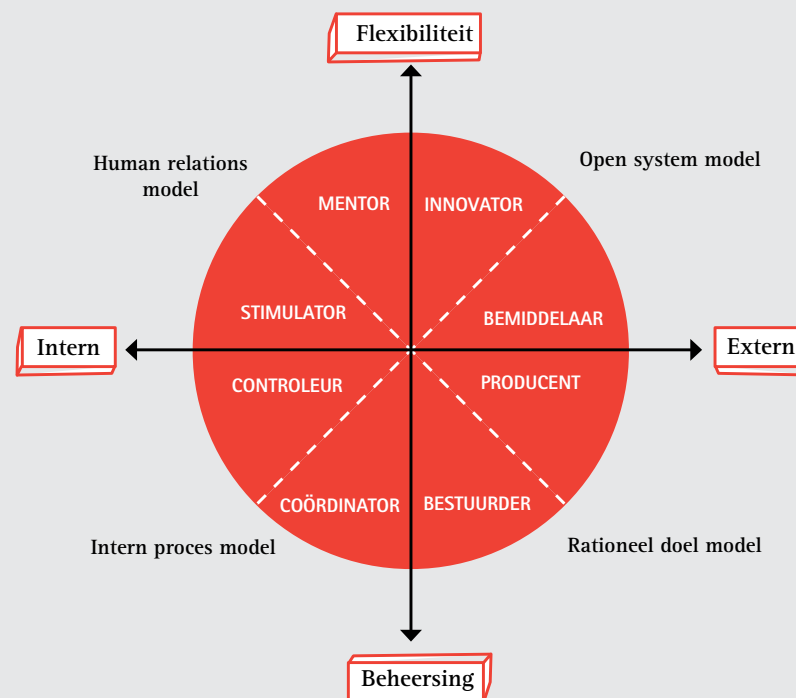 Flexibiliteit
Human relations
model
Open system model
MENTOR
INNOVATOR
STIMULATOR
BEMIDDELAAR
Intern
Extern
CONTROLEUR
PRODUCENT
COÖRDINATOR
BESTUURDER
Intern proces model
Rationeel doel model
Beheersing